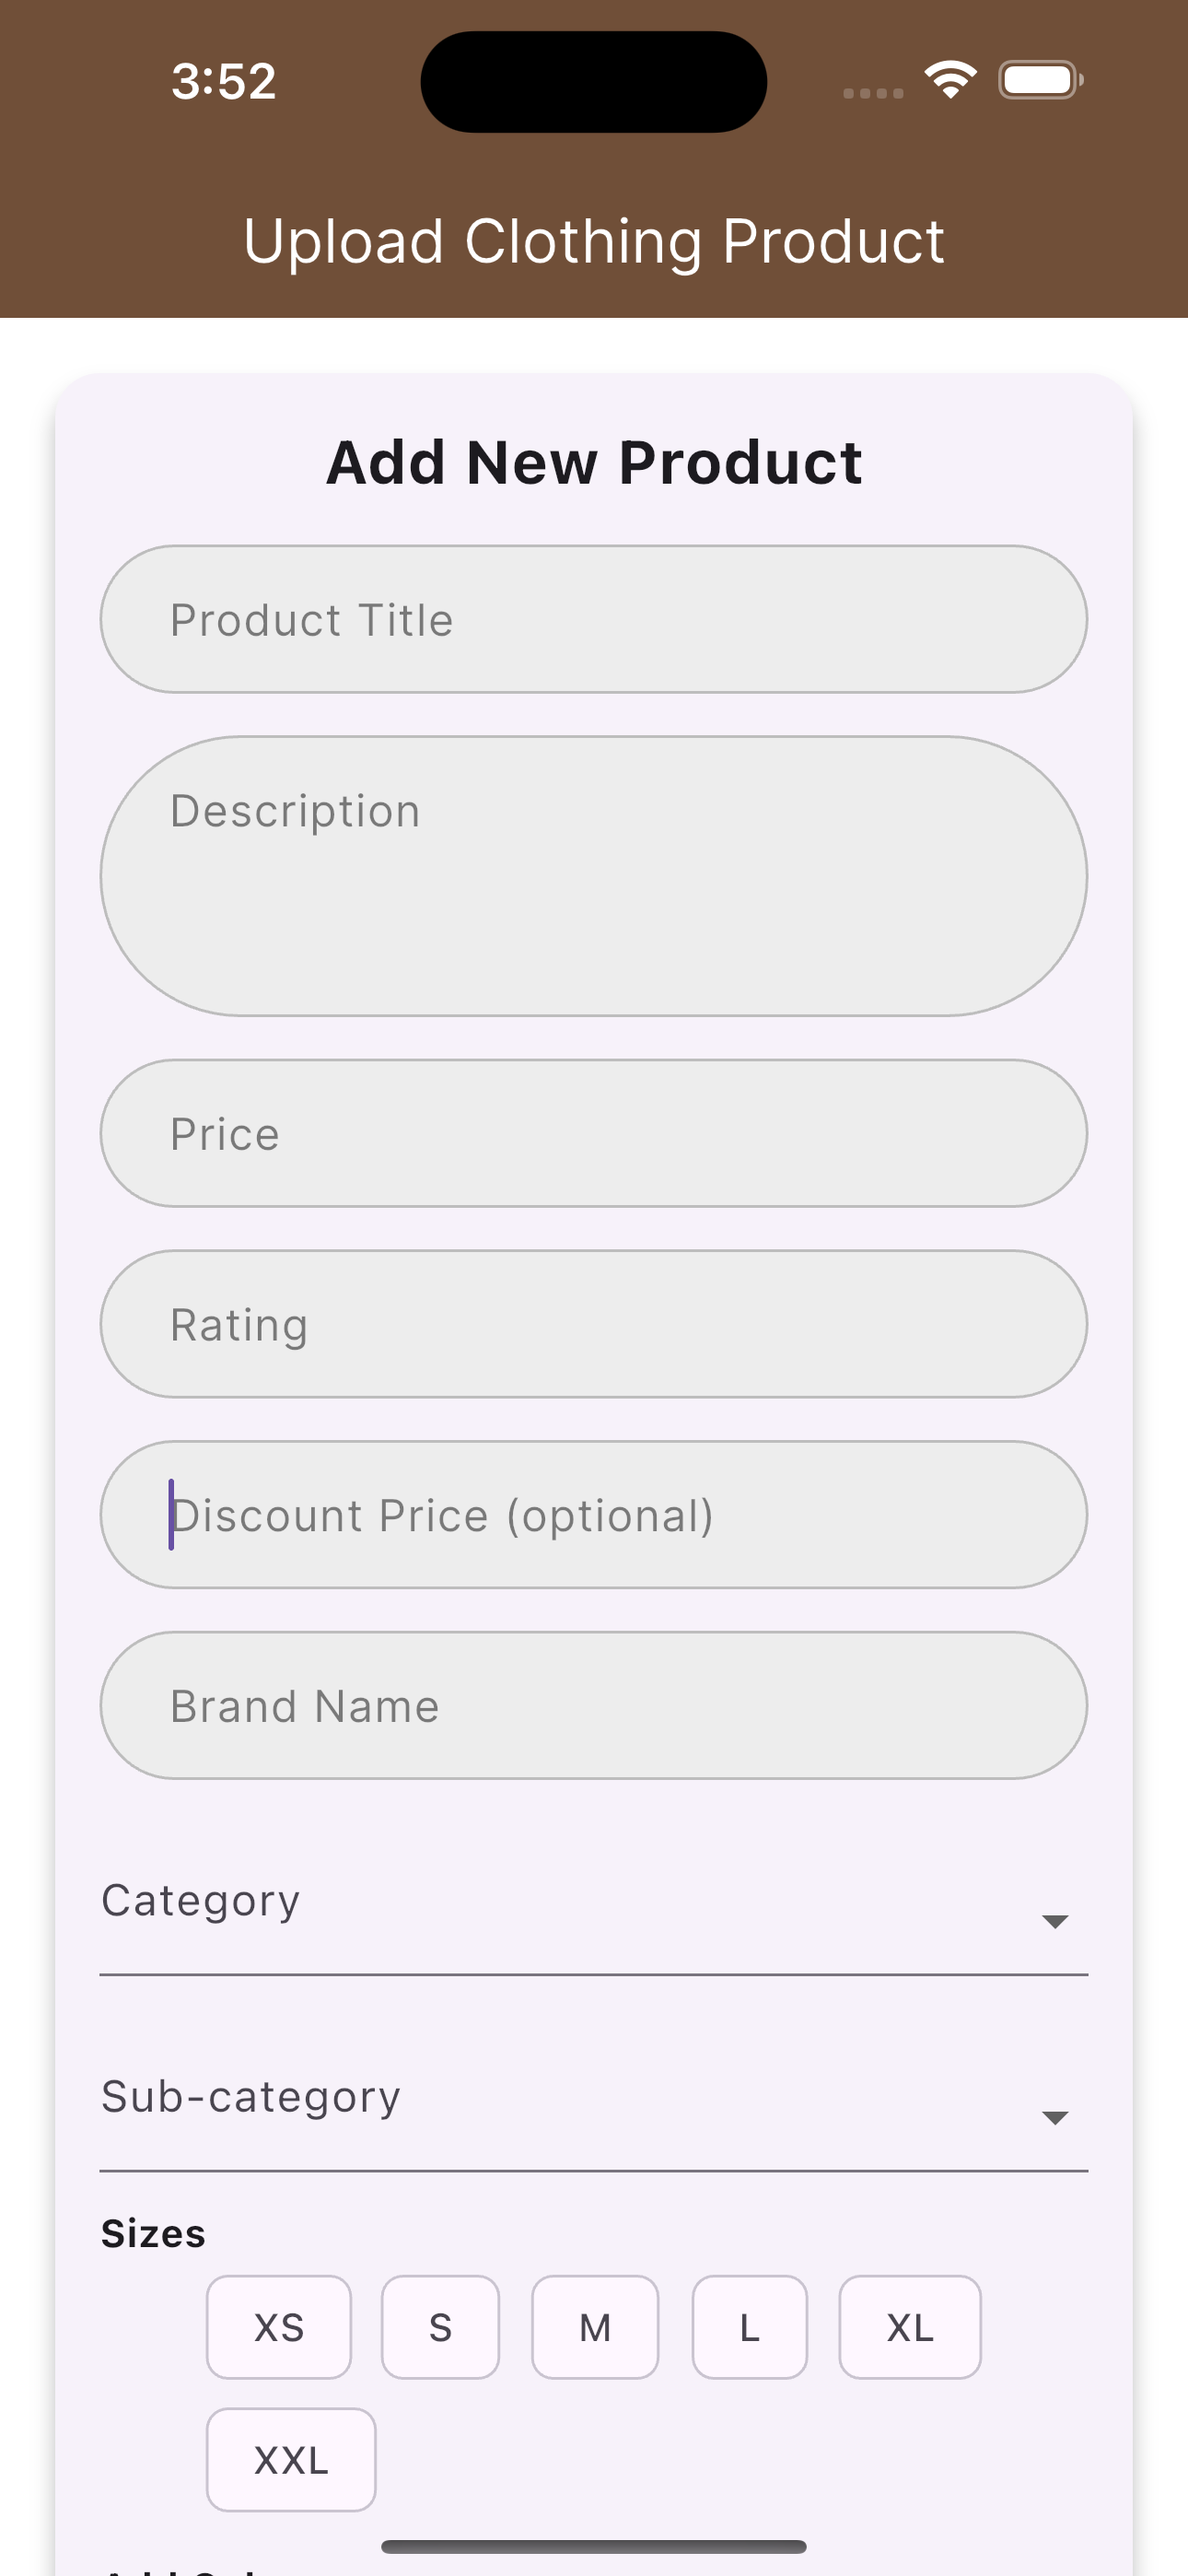 3:52
Upload Clothing Product
Add New Product
Product Title
Description
Price
Rating
Discount Price (optional)
Brand Name
Category
Sub-category
Sizes
XS S M L XL
XXL